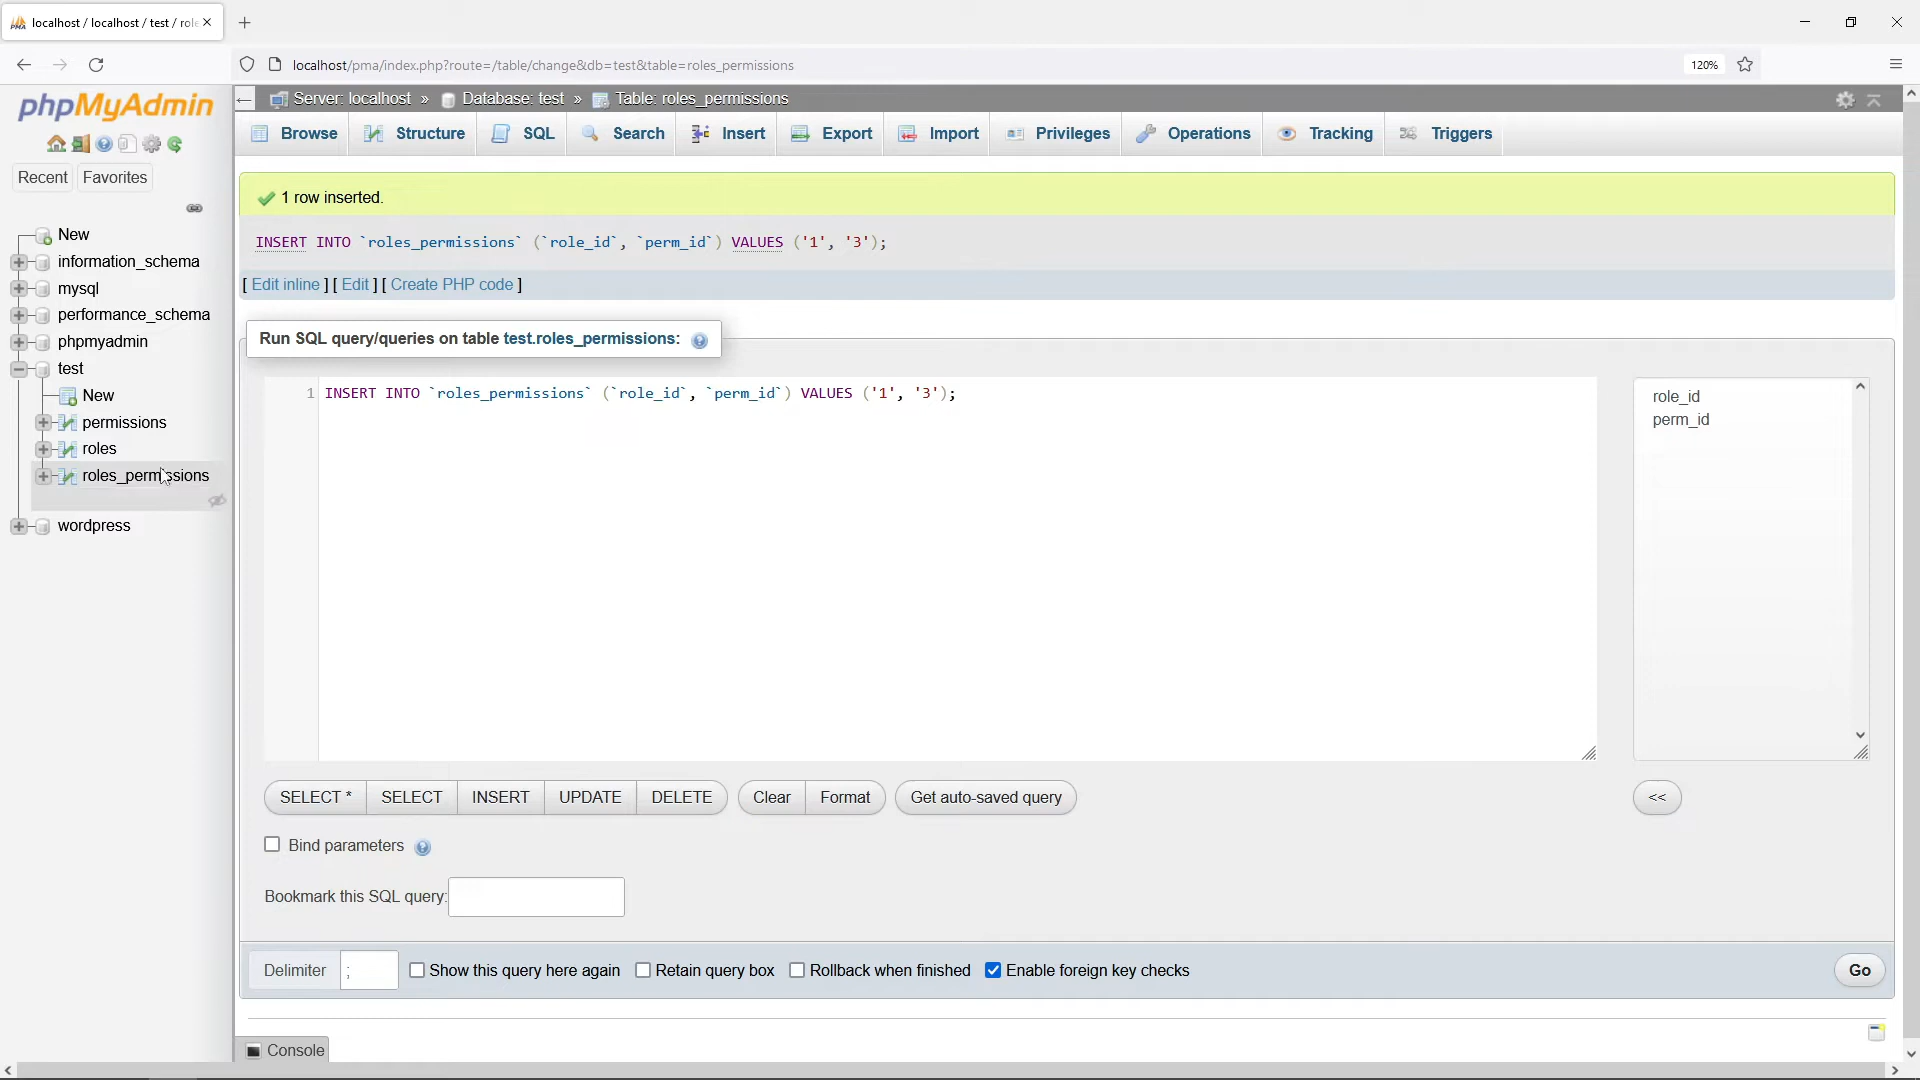 localhost / localhost / test / role
localhost/pma/index.php?route=/table/change&db=test&table=roles_permissions
120%
phpMyAdmin
Server: localhost » Database: test » Table: roles_permissions
Browse Structure SQL Search Insert Export Import Privileges Operations Tracking Triggers
Recent Favorites
New
information_schema
mysql
performance_schema
phpmyadmin
test
New
permissions
roles
roles_permissions
wordpress
1 row inserted.
INSERT INTO `roles_permissions` (`role_id`, `perm_id`) VALUES ('1', '3');
[ Edit inline ] [ Edit ] [ Create PHP code ]
Run SQL query/queries on table test.roles_permissions:
1 INSERT INTO `roles_permissions` (`role_id`, `perm_id`) VALUES ('1', '3');
role_id
perm_id
SELECT * SELECT INSERT UPDATE DELETE Clear Format Get auto-saved query <<
Bind parameters
Bookmark this SQL query:
Delimiter ; Show this query here again Retain query box Rollback when finished Enable foreign key checks Go
Console